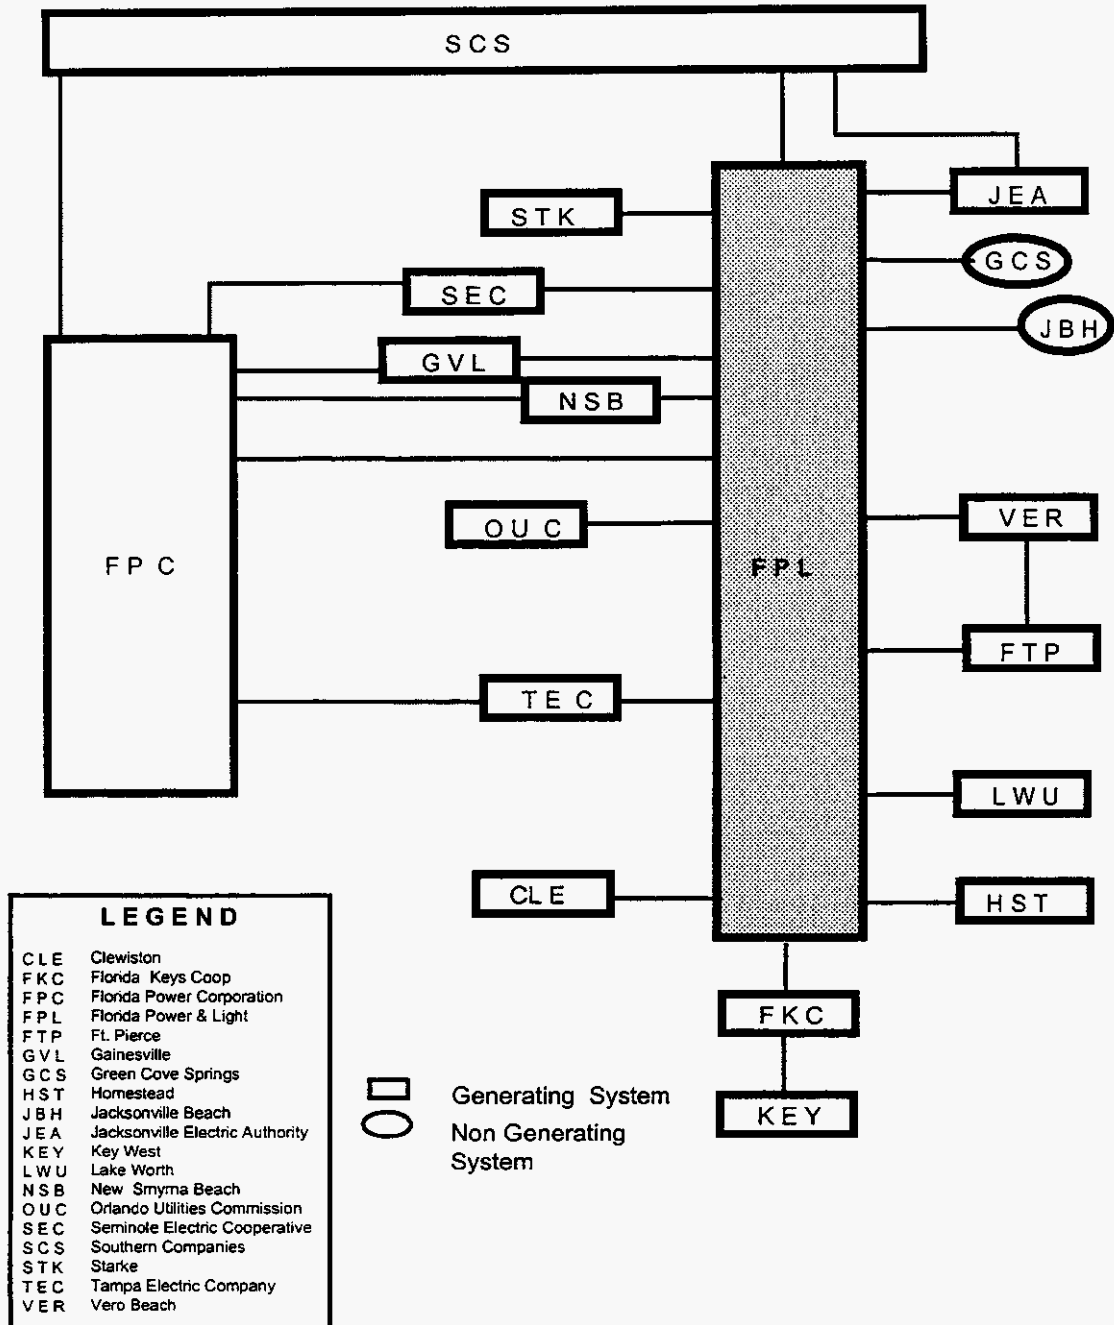 SCS
JEA
STK
GCS
SEC
JBH
GVL
NSB
VER
OUC
FPC
FPL
FTP
TEC
LWU
CLE
HST
FKC
KEY
LEGEND
CLE Clewiston
FKC Florida Keys Coop
FPC Florida Power Corporation
FPL Florida Power & Light
FTP Ft. Pierce
GVL Gainesville
GCS Green Cove Springs
HST Homestead
JBH Jacksonville Beach
JEA Jacksonville Electric Authority
KEY Key West
LWU Lake Worth
NSB New Smyrna Beach
OUC Orlando Utilities Commission
SEC Seminole Electric Cooperative
SCS Southern Companies
STK Starke
TEC Tampa Electric Company
VER Vero Beach
Generating System
Non Generating
System